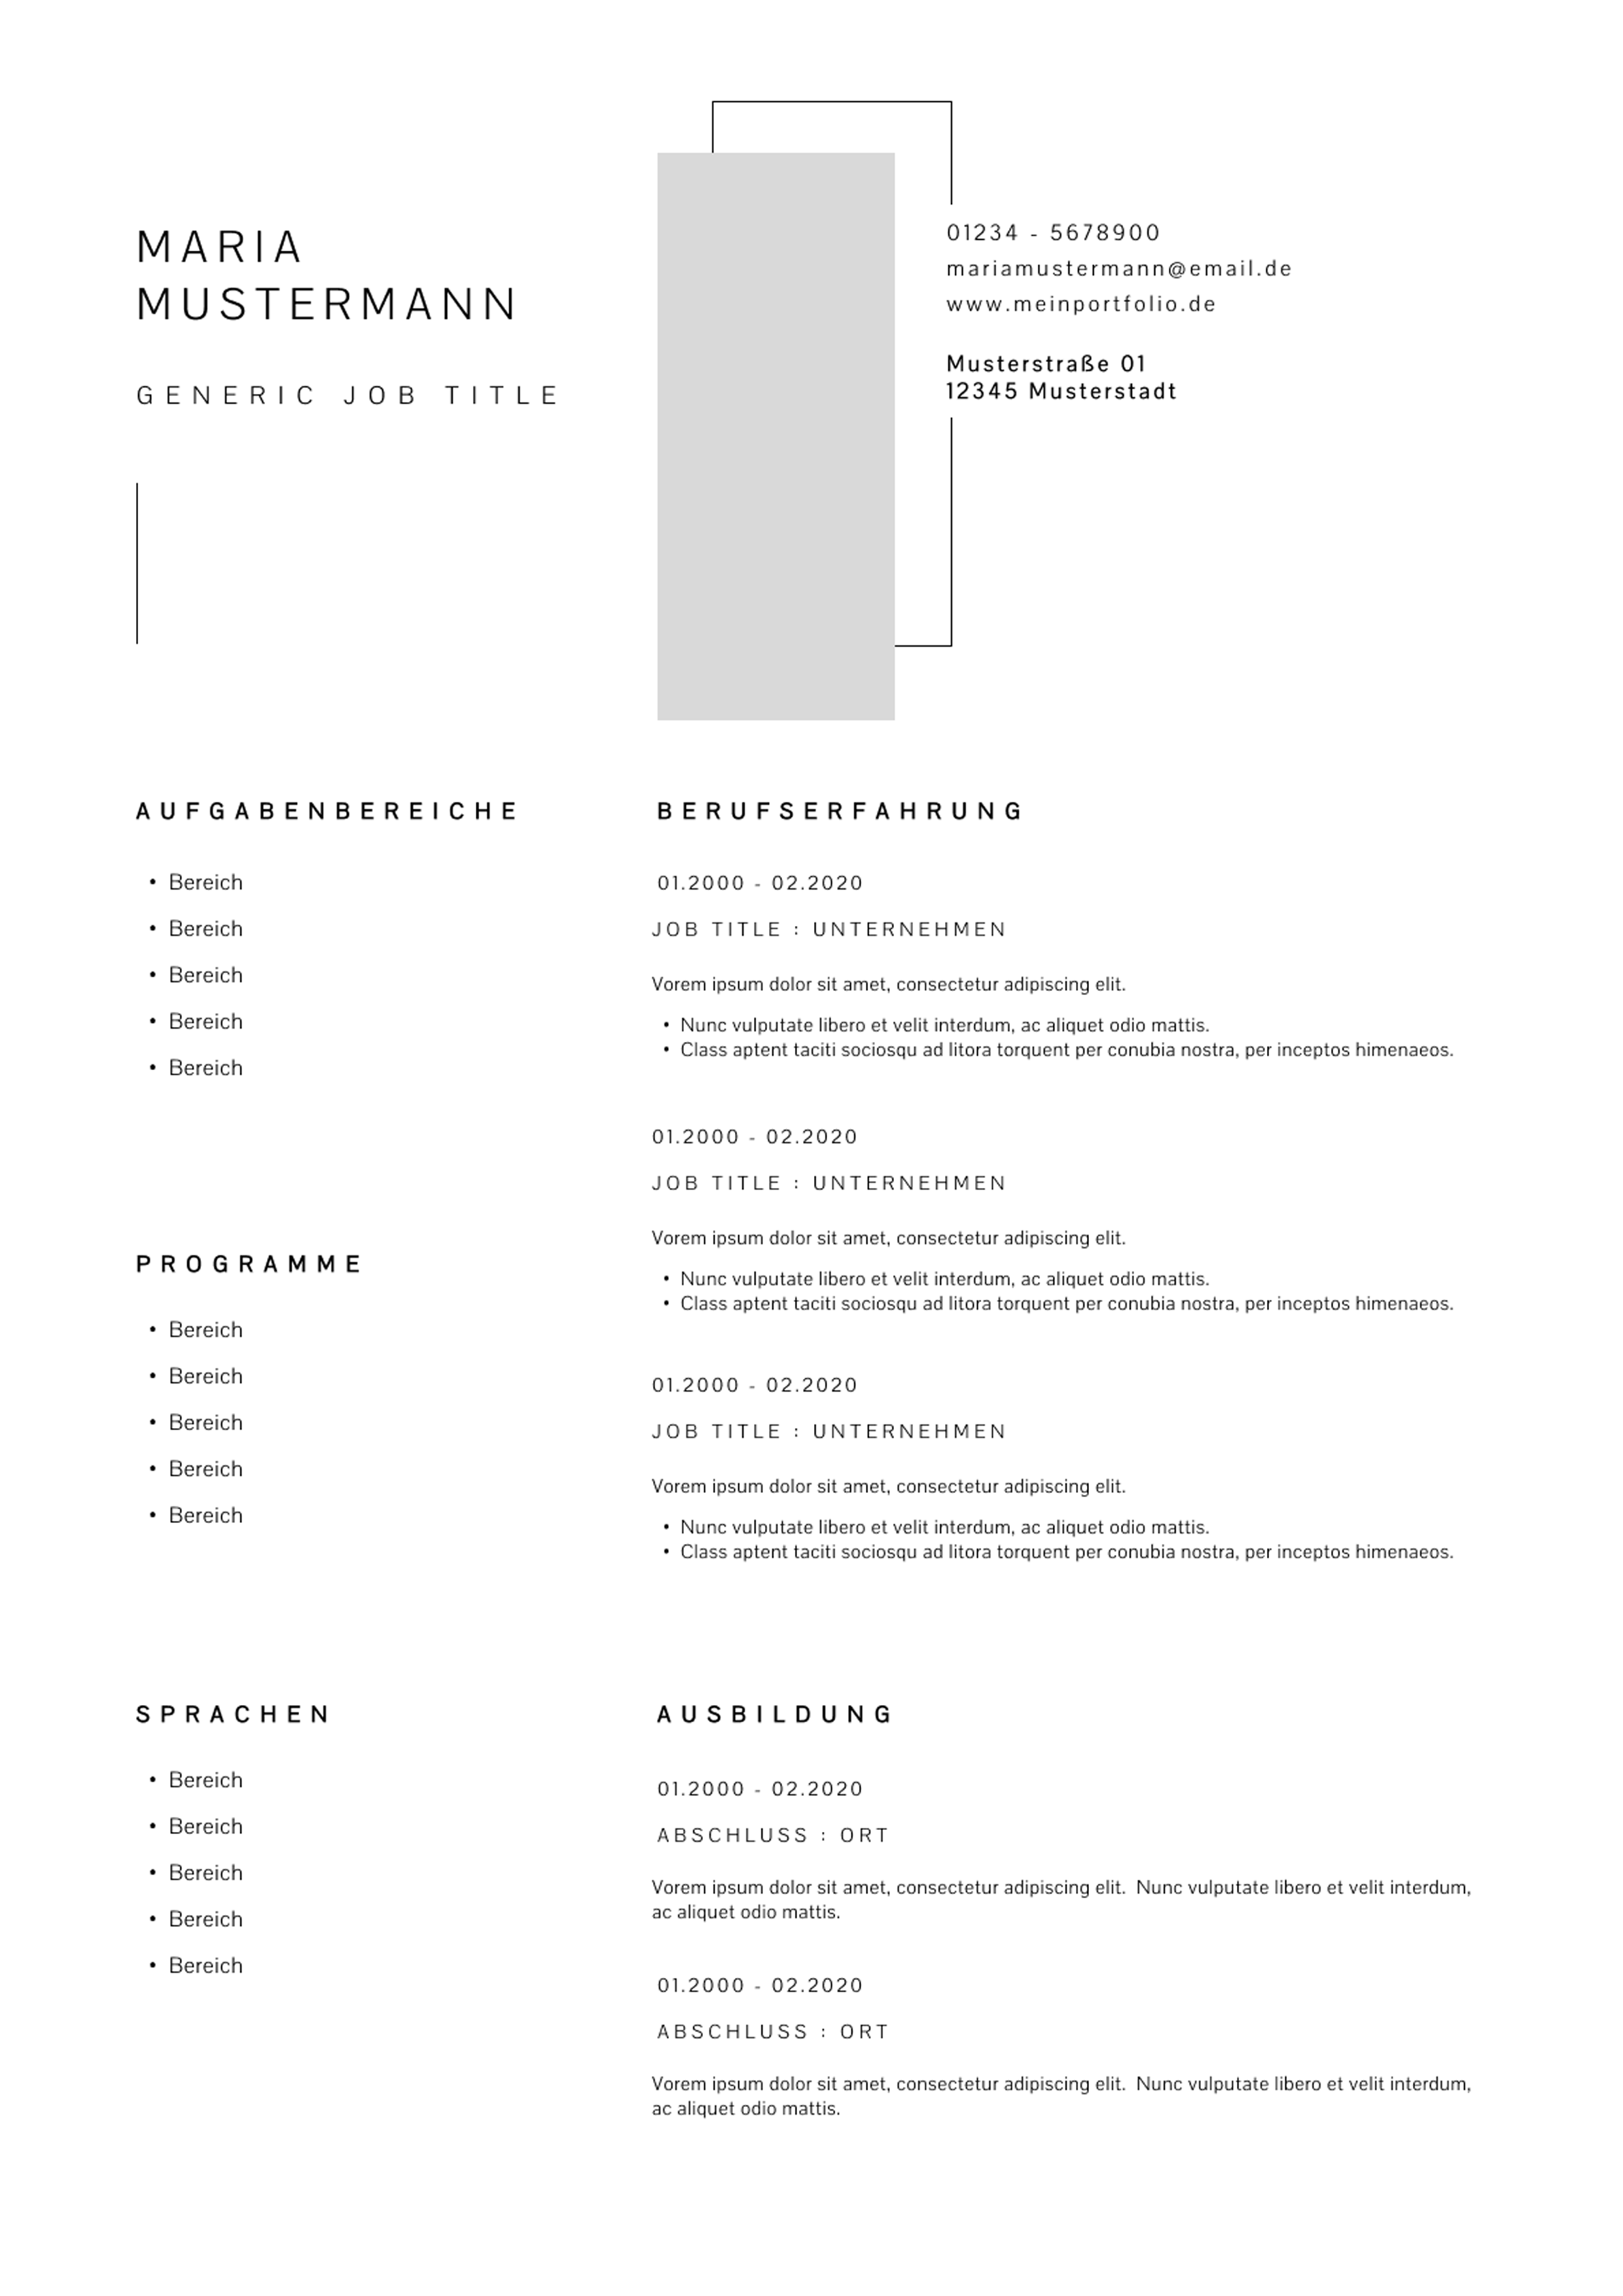 MARIA
MUSTERMANN
GENERIC JOB TITLE
01234 - 5678900
mariamustermann@email.de
www.meinportfolio.de
Musterstraße 01
12345 Musterstadt
AUFGABENBEREICHE
• Bereich
• Bereich
• Bereich
• Bereich
• Bereich
PROGRAMME
• Bereich
• Bereich
• Bereich
• Bereich
• Bereich
SPRACHEN
• Bereich
• Bereich
• Bereich
• Bereich
• Bereich
BERUFSERFAHRUNG
01.2000 - 02.2020
JOB TITLE : UNTERNEHMEN
Vorem ipsum dolor sit amet, consectetur adipiscing elit.
• Nunc vulputate libero et velit interdum, ac aliquet odio mattis.
• Class aptent taciti sociosqu ad litora torquent per conubia nostra, per inceptos himenaeos.
01.2000 - 02.2020
JOB TITLE : UNTERNEHMEN
Vorem ipsum dolor sit amet, consectetur adipiscing elit.
• Nunc vulputate libero et velit interdum, ac aliquet odio mattis.
• Class aptent taciti sociosqu ad litora torquent per conubia nostra, per inceptos himenaeos.
01.2000 - 02.2020
JOB TITLE : UNTERNEHMEN
Vorem ipsum dolor sit amet, consectetur adipiscing elit.
• Nunc vulputate libero et velit interdum, ac aliquet odio mattis.
• Class aptent taciti sociosqu ad litora torquent per conubia nostra, per inceptos himenaeos.
AUSBILDUNG
01.2000 - 02.2020
ABSCHLUSS : ORT
Vorem ipsum dolor sit amet, consectetur adipiscing elit. Nunc vulputate libero et velit interdum,
ac aliquet odio mattis.
01.2000 - 02.2020
ABSCHLUSS : ORT
Vorem ipsum dolor sit amet, consectetur adipiscing elit. Nunc vulputate libero et velit interdum,
ac aliquet odio mattis.